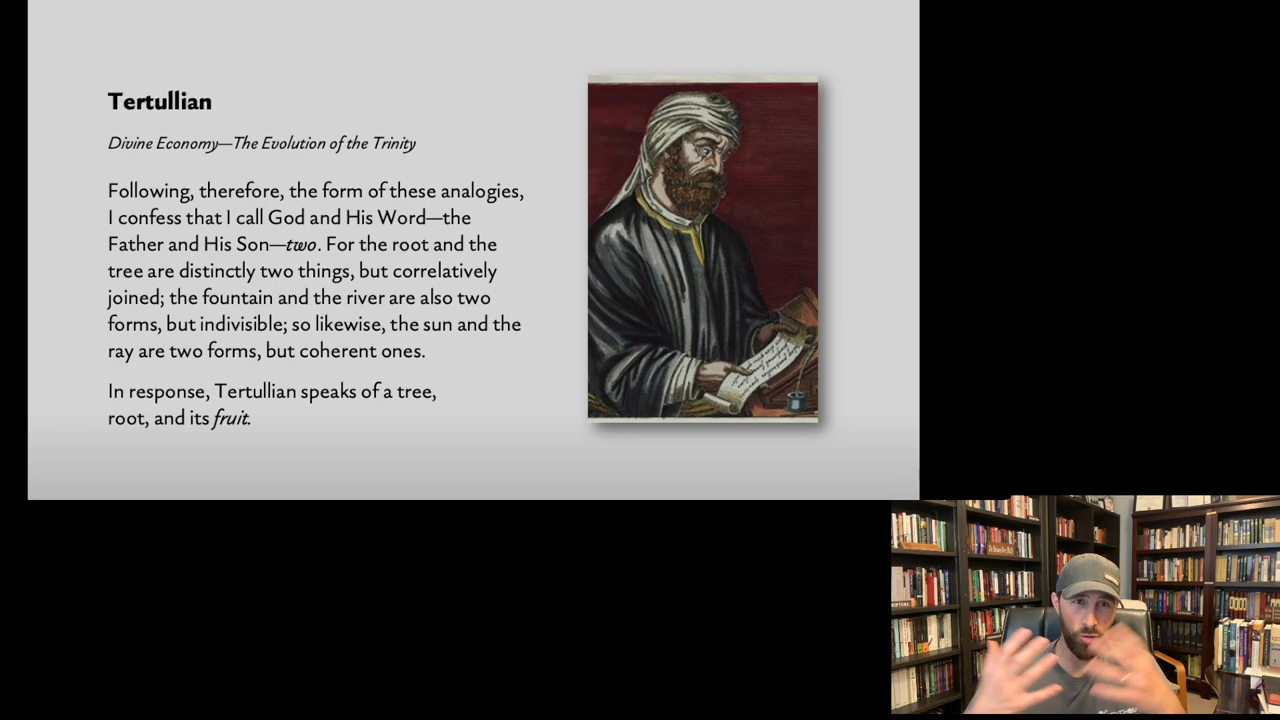 Tertullian
Divine Economy—The Evolution of the Trinity
Following, therefore, the form of these analogies,
I confess that I call God and His Word—the
Father and His Son—two. For the root and the
tree are distinctly two things, but correlatively
joined; the fountain and the river are also two
forms, but indivisible; so likewise, the sun and the
ray are two forms, but coherent ones.
In response, Tertullian speaks of a tree,
root, and its fruit.